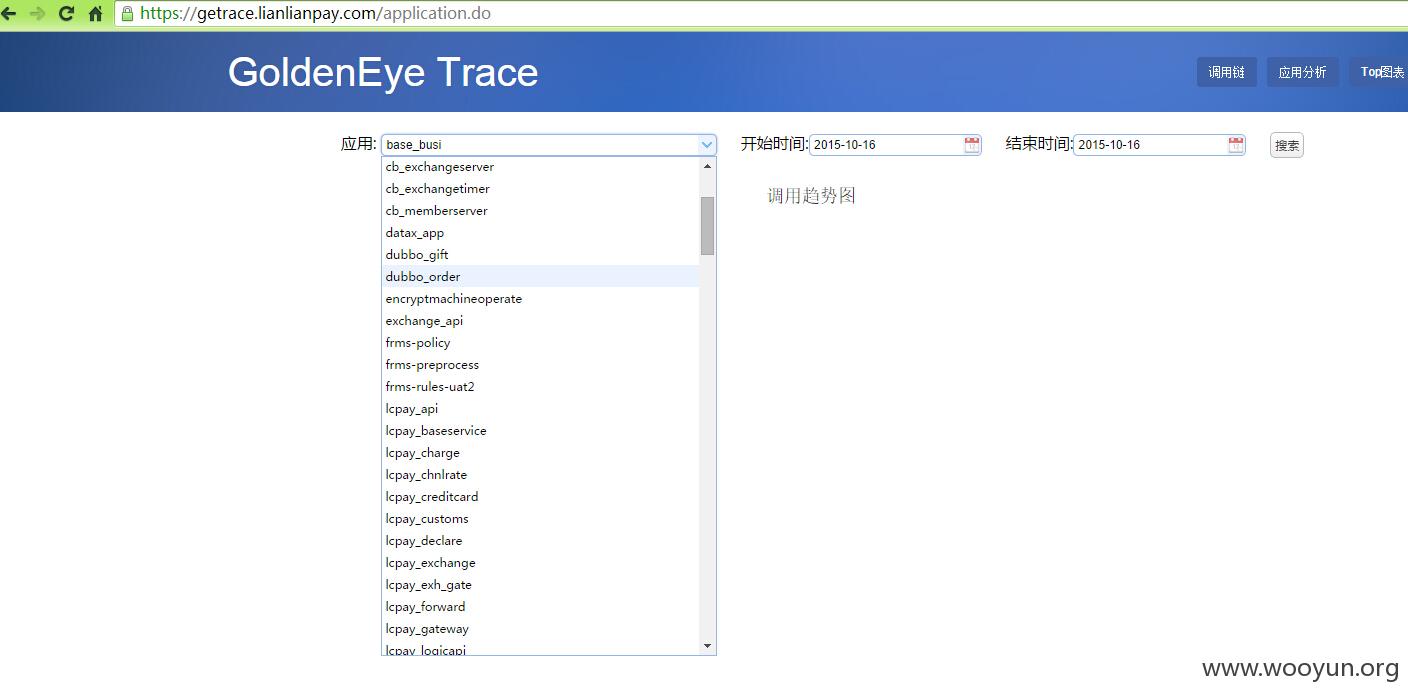 https://getrace.lianlianpay.com/application.do
GoldenEye Trace
调用链 应用分析 Top图表
应用: base_busi 开始时间: 2015-10-16 结束时间: 2015-10-16 搜索
cb_exchangeserver
cb_exchangetimer
调用趋势图
cb_memberserver
datax_app
dubbo_gift
dubbo_order
encryptmachineoperate
exchange_api
frms-policy
frms-preprocess
frms-rules-uat2
lcpay_api
lcpay_baseservice
lcpay_charge
lcpay_chnlrate
lcpay_creditcard
lcpay_customs
lcpay_declare
lcpay_exchange
lcpay_exh_gate
lcpay_forward
lcpay_gateway
lcpay_logicapi
www.wooyun.org